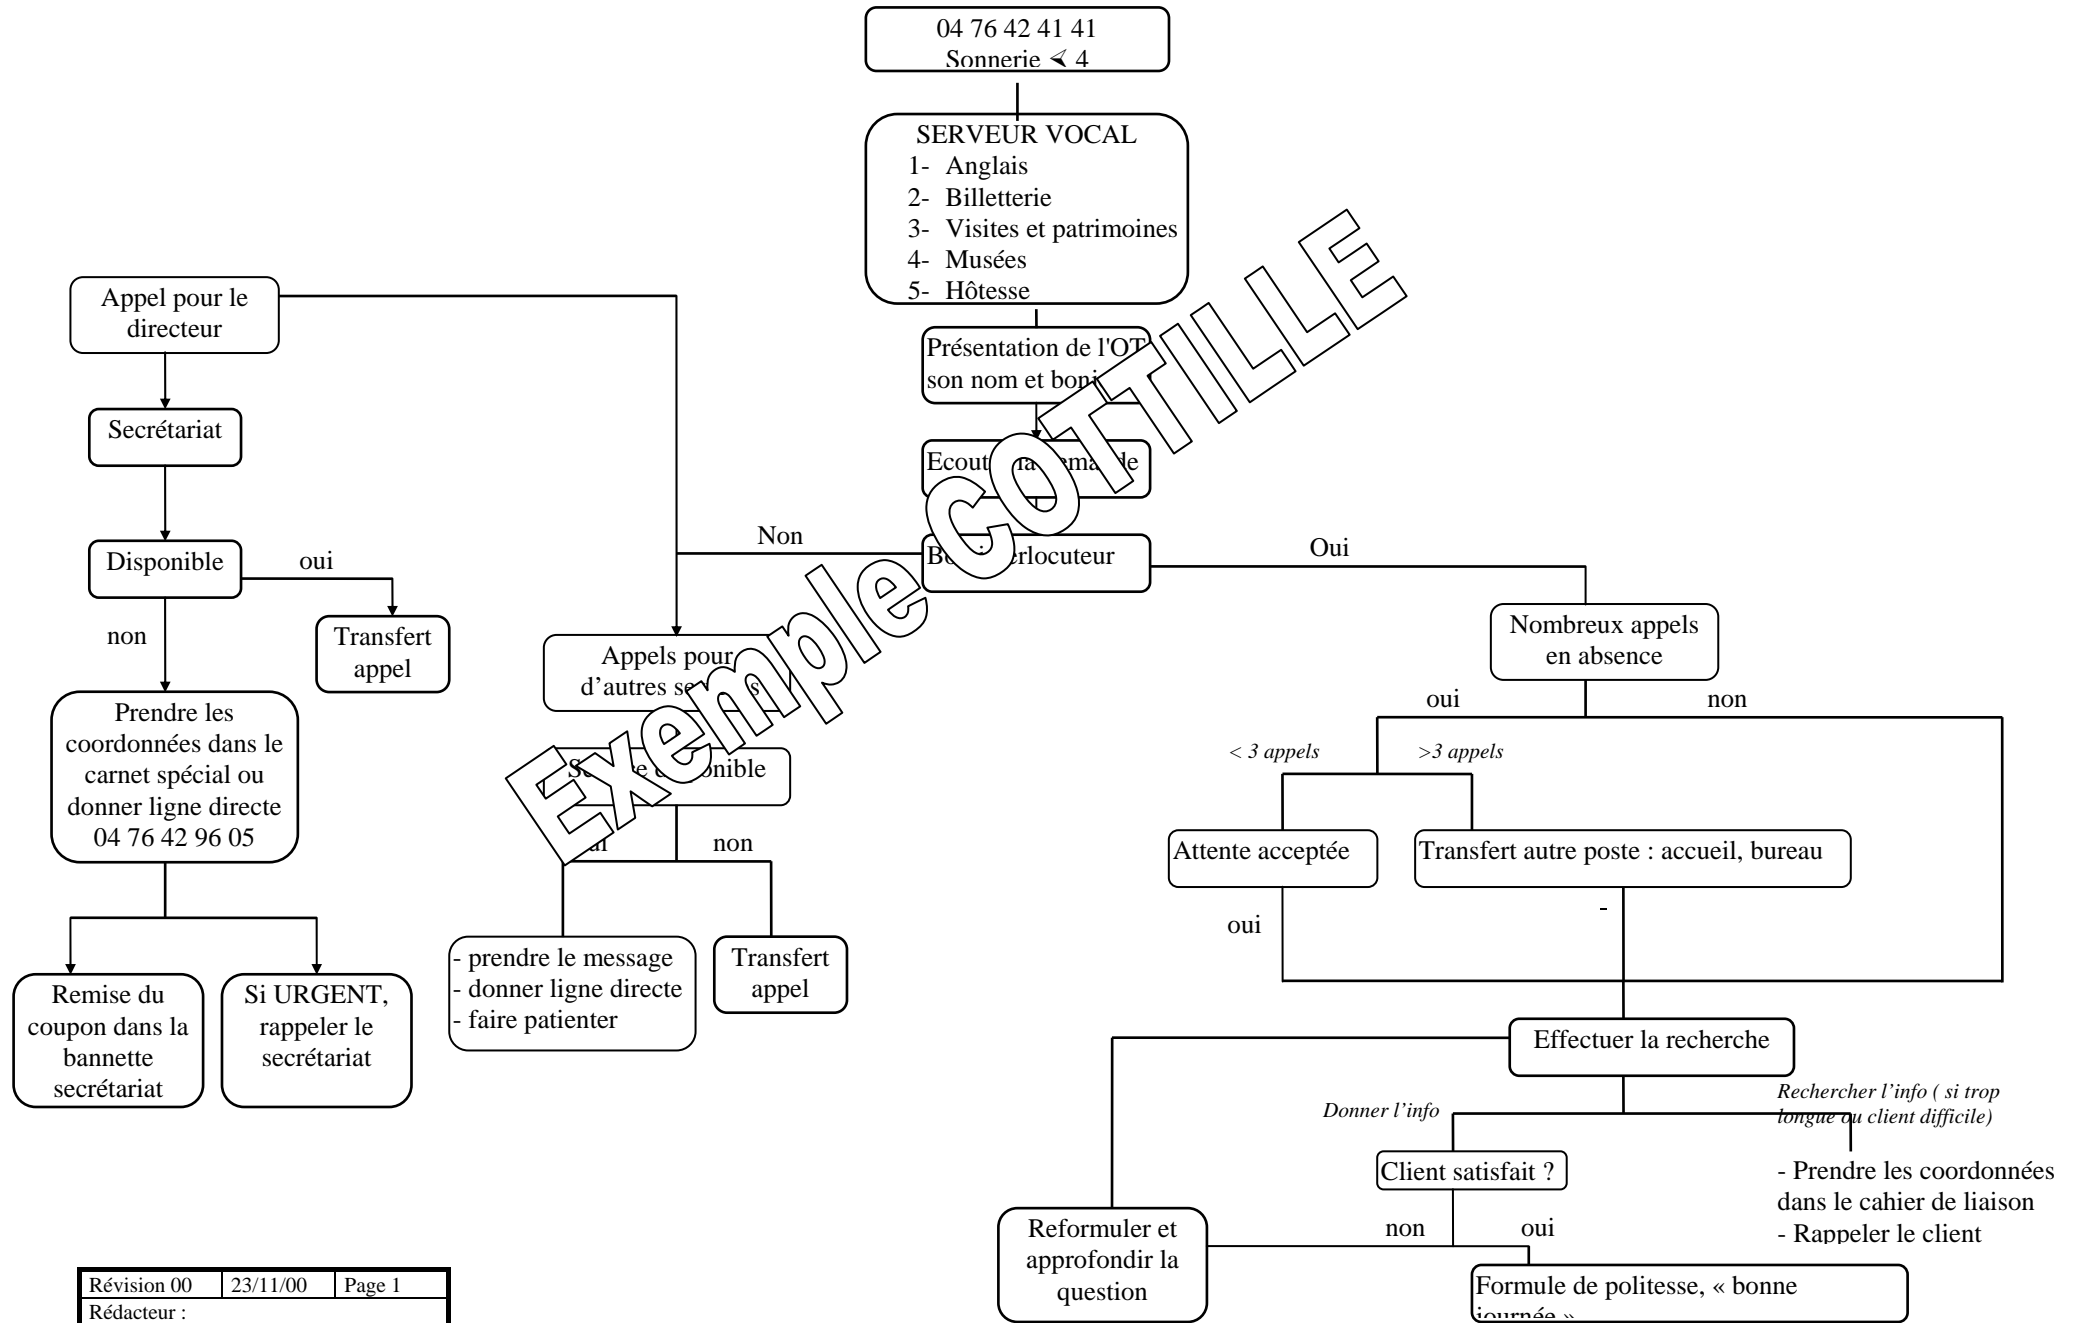 04 76 42 41 41
Sonnerie < 4
SERVEUR VOCAL
1- Anglais
2- Billetterie
3- Visites et patrimoines
4- Musées
5- Hôtesse
Présentation de l'OT
son nom et
la
Non
Oui
Appel pour le
directeur
Secrétariat
Disponible
oui
non
Transfert
appel
Prendre les
coordonnées dans le
carnet spécial ou
donner ligne directe
04 76 42 96 05
Remise du
coupon dans la
bannette
secrétariat
Si URGENT,
rappeler le
secrétariat
Appels pour
d’autres
non
- prendre le message
- donner ligne directe
- faire patienter
Transfert
appel
Exemple COTTILLE
Nombreux appels
en absence
oui
non
< 3 appels
>3 appels
Attente acceptée
Transfert autre poste : accueil, bureau
-
oui
Effectuer la recherche
Donner l’info
Rechercher l’info ( si trop
longue ou client difficile)
Client satisfait ?
- Prendre les coordonnées
dans le cahier de liaison
- Rappeler le client
non
oui
Reformuler et
approfondir la
question
Formule de politesse, « bonne
journée »
Révision 00 23/11/00 Page 1
Rédacteur :